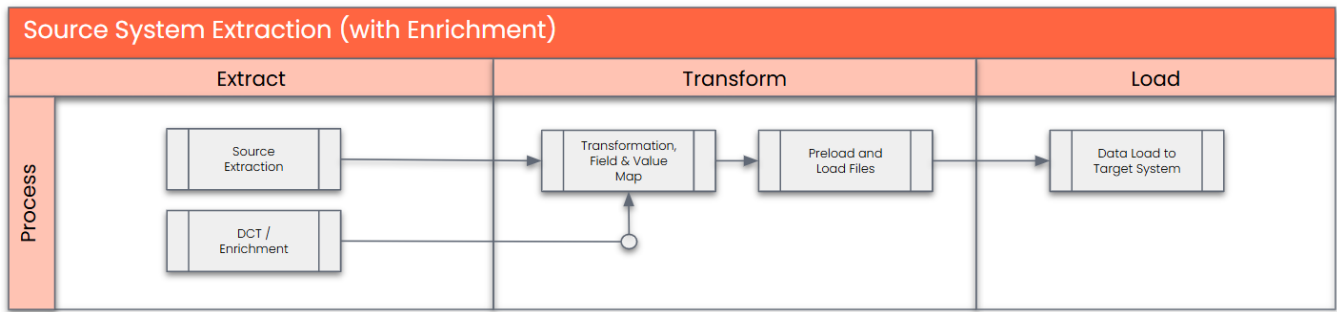 Source System Extraction (with Enrichment)
Extract
Transform
Load
Process
Source
Extraction
Transformation,
Field & Value
Map
Preload and
Load Files
Data Load to
Target System
DCT /
Enrichment